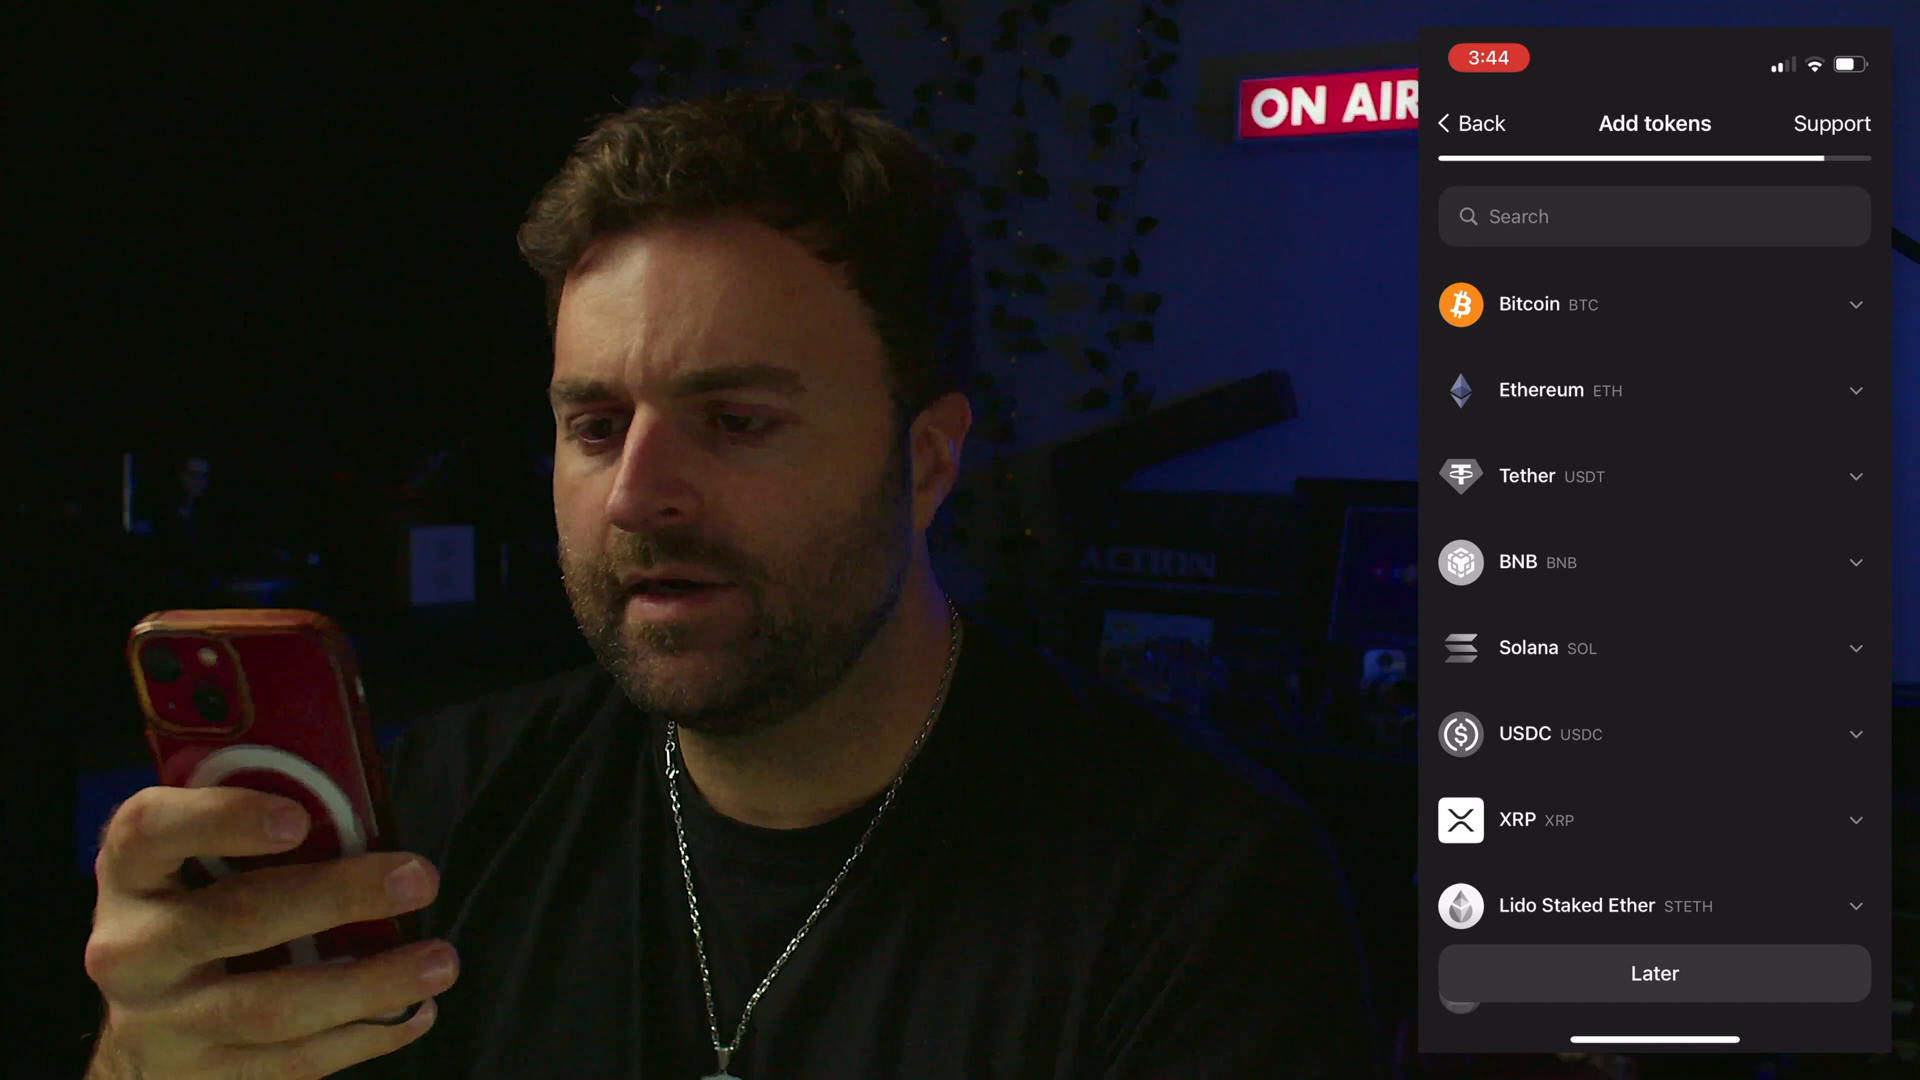 ON AIR
ACTION
3:44
Back
Add tokens
Support
Search
Bitcoin BTC
Ethereum ETH
Tether USDT
BNB BNB
Solana SOL
USDC USDC
XRP XRP
Lido Staked Ether STETH
Later